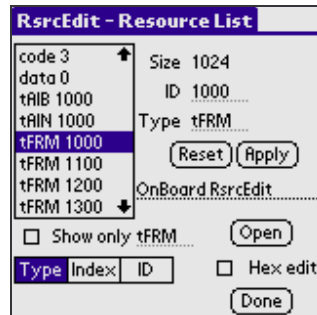 RsrcEdit - Resource List
code 3
data 0
tAIB 1000
tAIN 1000
tFRM 1000
tFRM 1100
tFRM 1200
tFRM 1300
Size 1024
ID 1000
Type tFRM
Reset Apply
OnBoard RsrcEdit
Show only tFRM Open
Type Index ID Hex edit
Done